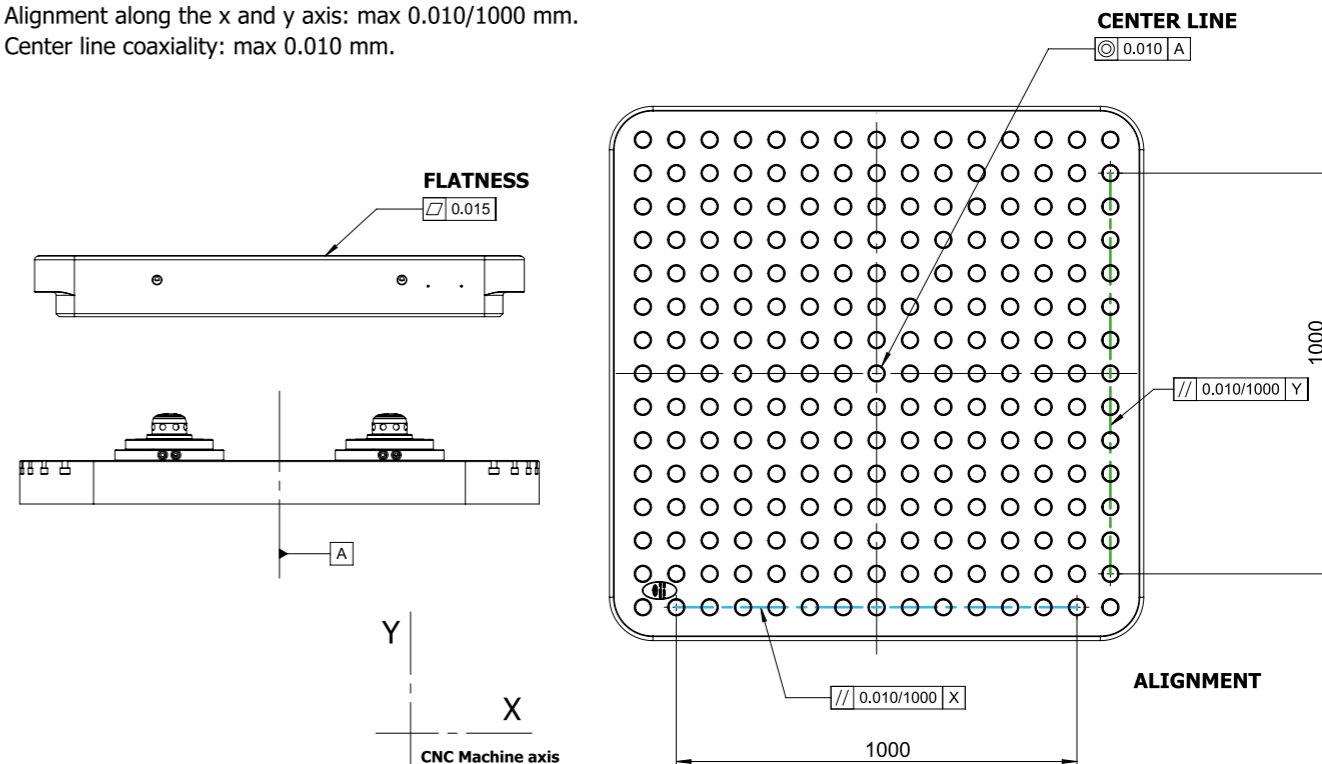 Alignment along the x and y axis: max 0.010/1000 mm.
Center line coaxiality: max 0.010 mm.
CENTER LINE
◎ 0.010 A
FLATNESS
⏥ 0.015
1000
// 0.010/1000 Y
A
Y
X
CNC Machine axis
// 0.010/1000 X
ALIGNMENT
1000